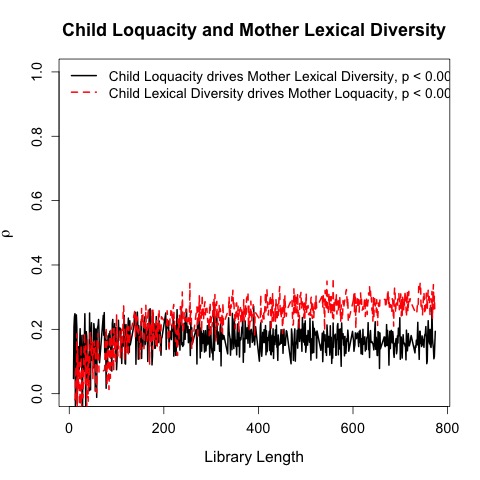 Child Loquacity and Mother Lexical Diversity
Child Loquacity drives Mother Lexical Diversity, p < 0.00
Child Lexical Diversity drives Mother Loquacity, p < 0.00
ρ
1.0
0.8
0.6
0.4
0.2
0.0
0 200 400 600 800
Library Length